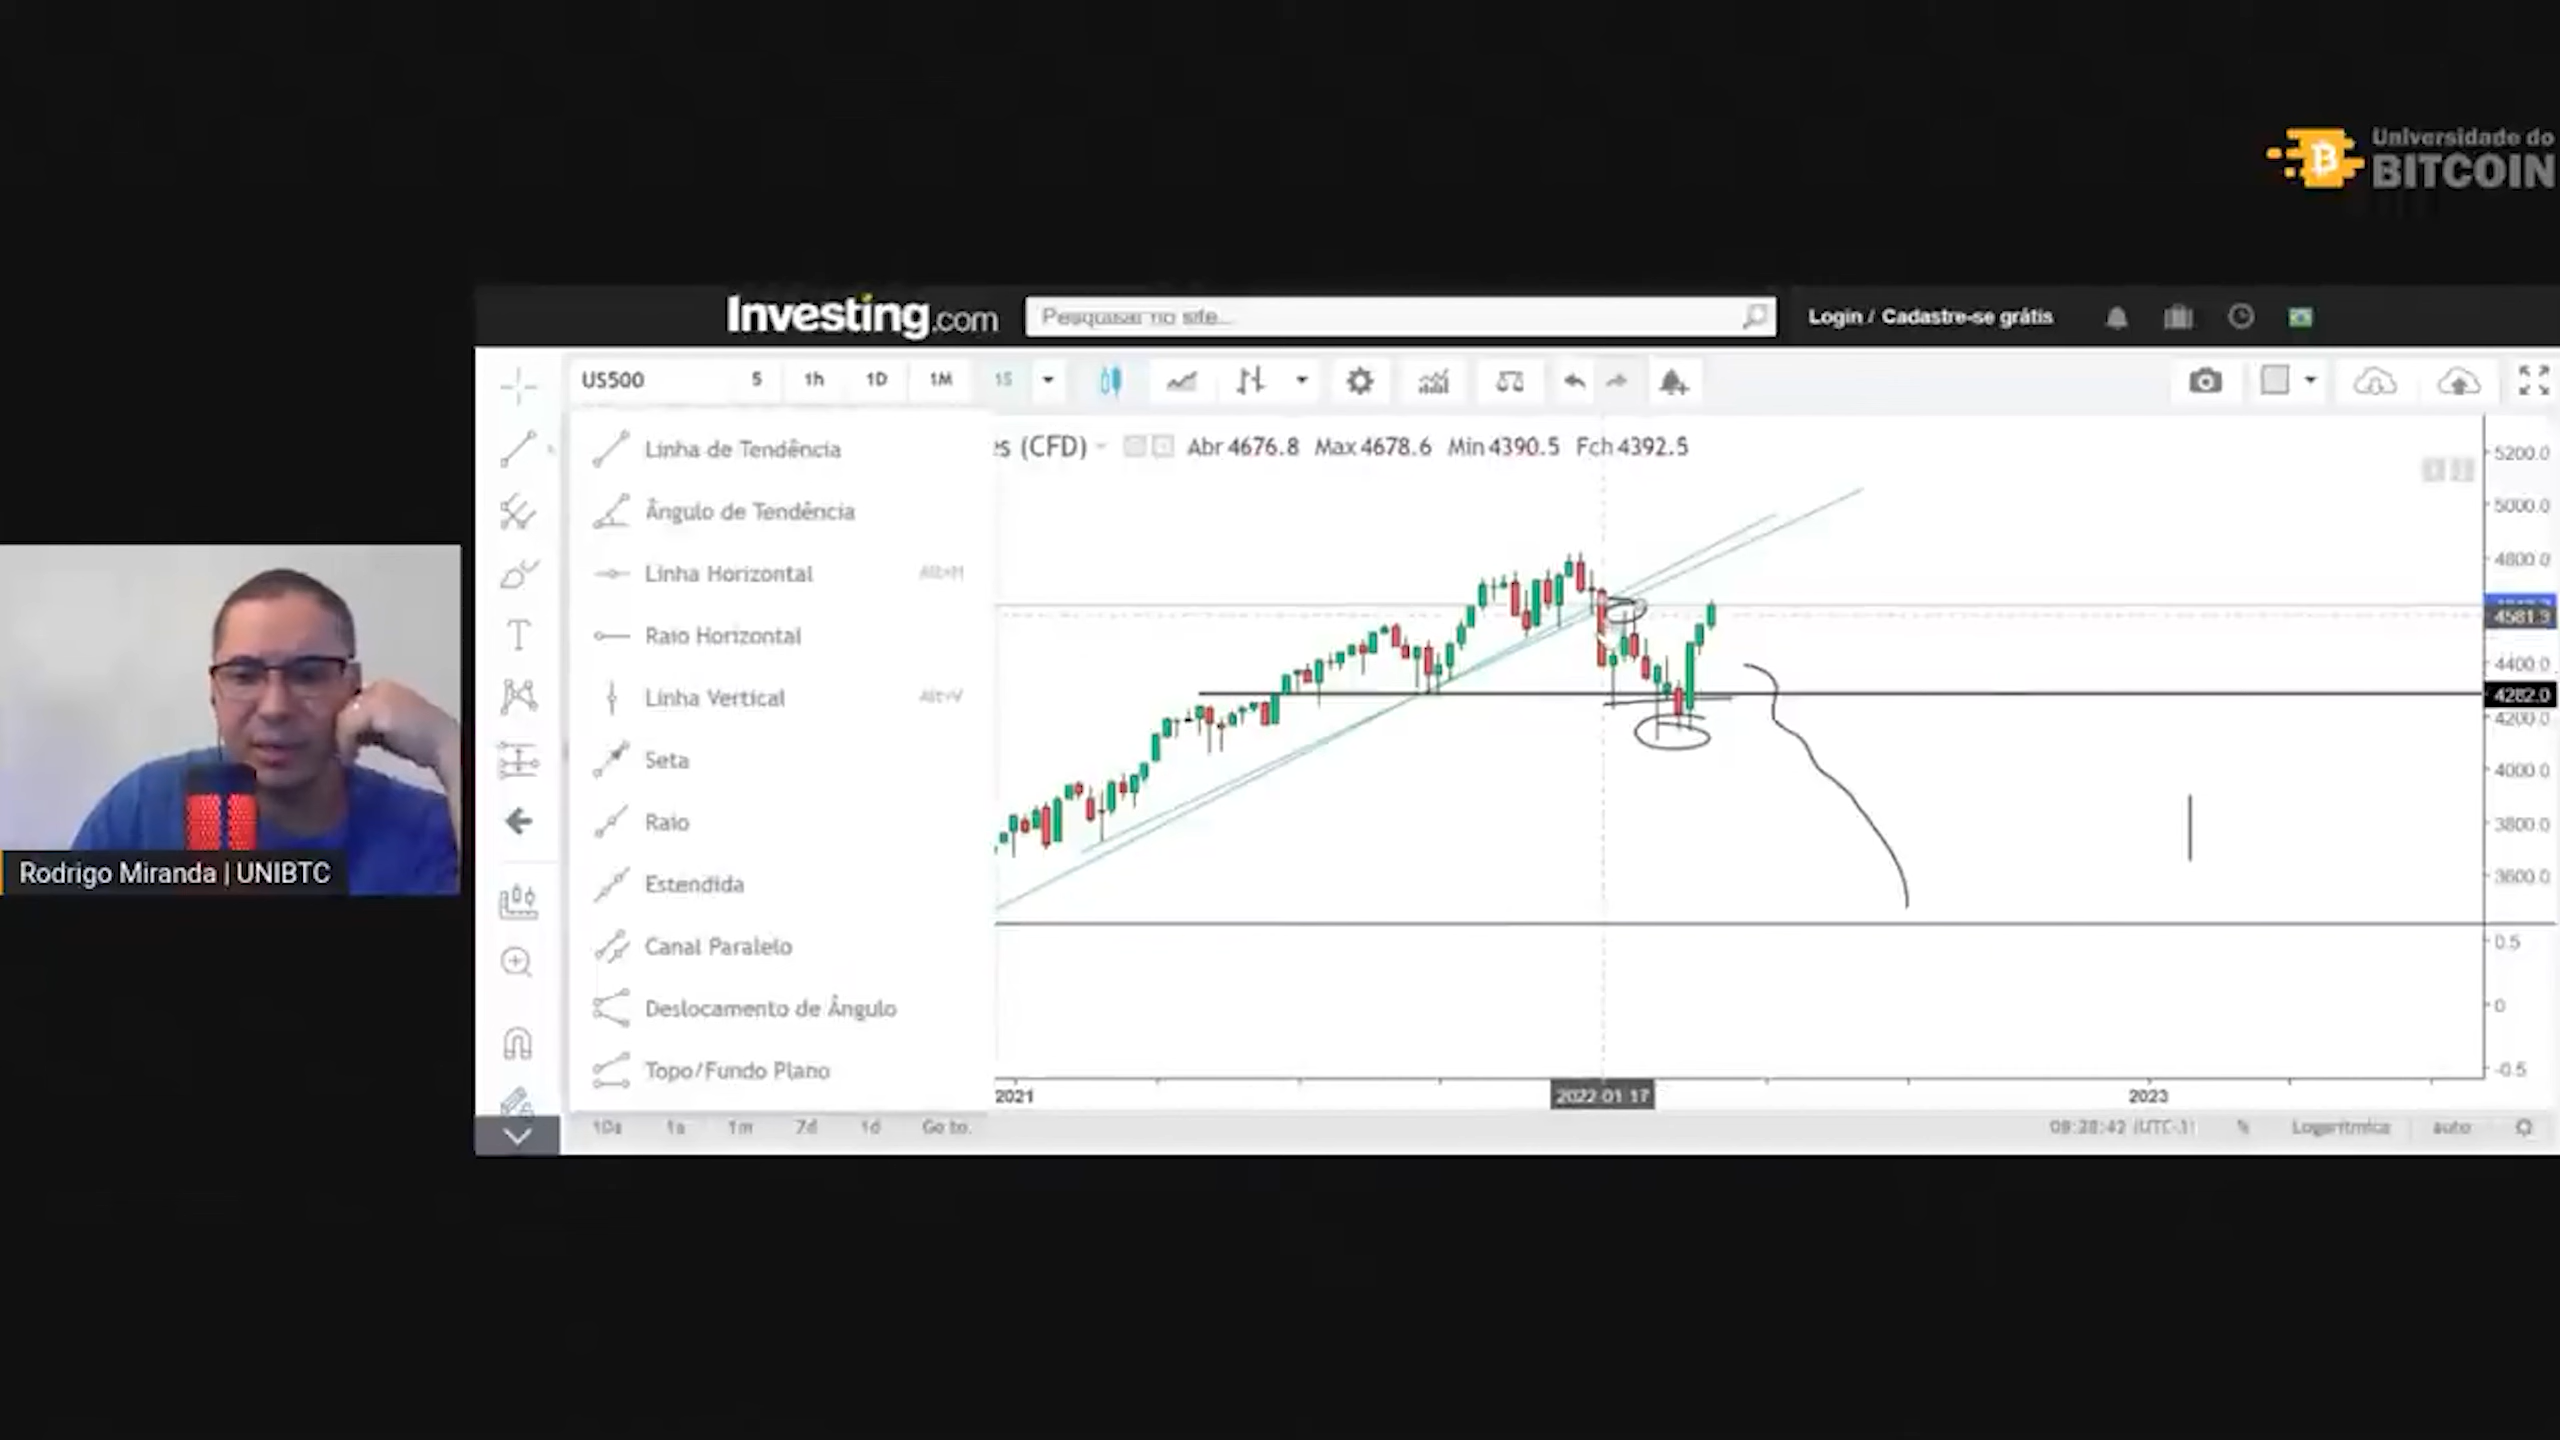 Universidade do
BITCOIN
Investing.com
Pesquisar no site...
Login / Cadastre-se grátis
US500 5 1h 1D 1M 1S
s (CFD) Abr 4676.8 Max 4678.6 Min 4390.5 Fch 4392.5
Linha de Tendência
Ângulo de Tendência
Linha Horizontal
Raio Horizontal
Linha Vertical Alt+V
Seta
Raio
Estendida
Canal Paralelo
Deslocamento de Ângulo
Topo/Fundo Plano
5200.0
5000.0
4800.0
4581.3
4400.0
4282.0
4200.0
4000.0
3800.0
3600.0
0.5
0
-0.5
2021 2022 01 17 2023
10a 1a 1m 7d 1d Go to.
% Logarítmica auto
Rodrigo Miranda | UNIBTC